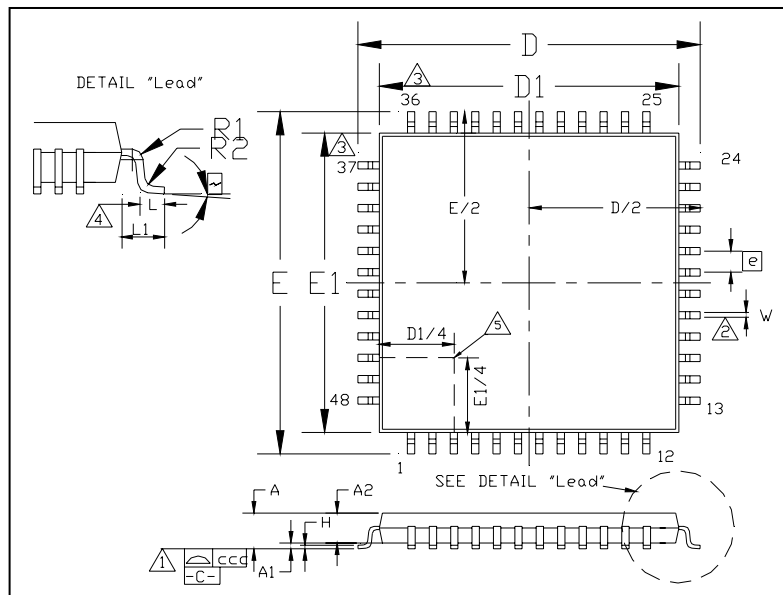 D
DETAIL "Lead"
3
D1
36
25
R1
R2
3
37
24
E/2
D/2
4
L
L1
e
E
E1
W
2
D1/4
5
E1/4
48
13
1
12
SEE DETAIL "Lead"
A
A2
H
1
ccc
-C-
A1